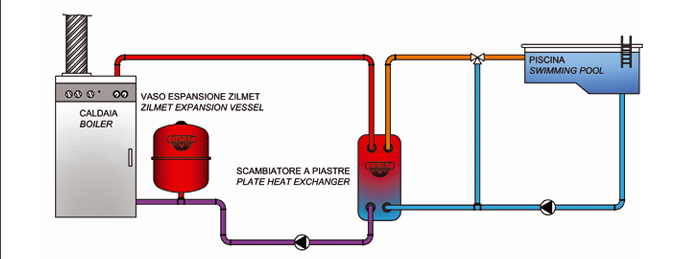 VASO ESPANSIONE ZILMET
ZILMET EXPANSION VESSEL
CALDAIA
BOILER
SCAMBIATORE A PIASTRE
PLATE HEAT EXCHANGER
PISCINA
SWIMMING POOL